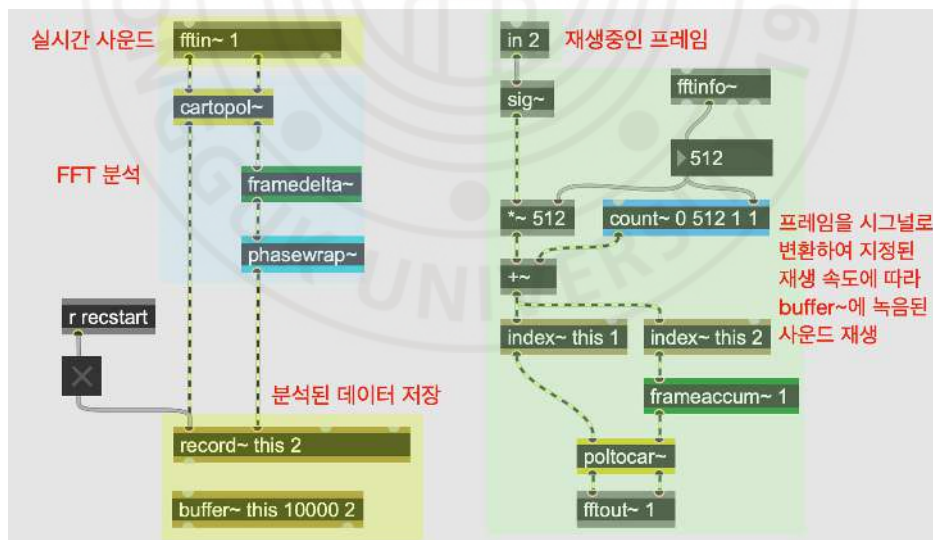 실시간 사운드
fftin~ 1
cartopol~
FFT 분석
framedelta~
phasewrap~
r recstart
분석된 데이터 저장
record~ this 2
buffer~ this 10000 2
in 2
재생중인 프레임
sig~
fftinfo~
512
*~ 512
count~ 0 512 1 1
프레임을 시그널로
변환하여 지정된
재생 속도에 따라
buffer~에 녹음된
사운드 재생
+~
index~ this 1
index~ this 2
frameaccum~ 1
poltocar~
fftout~ 1